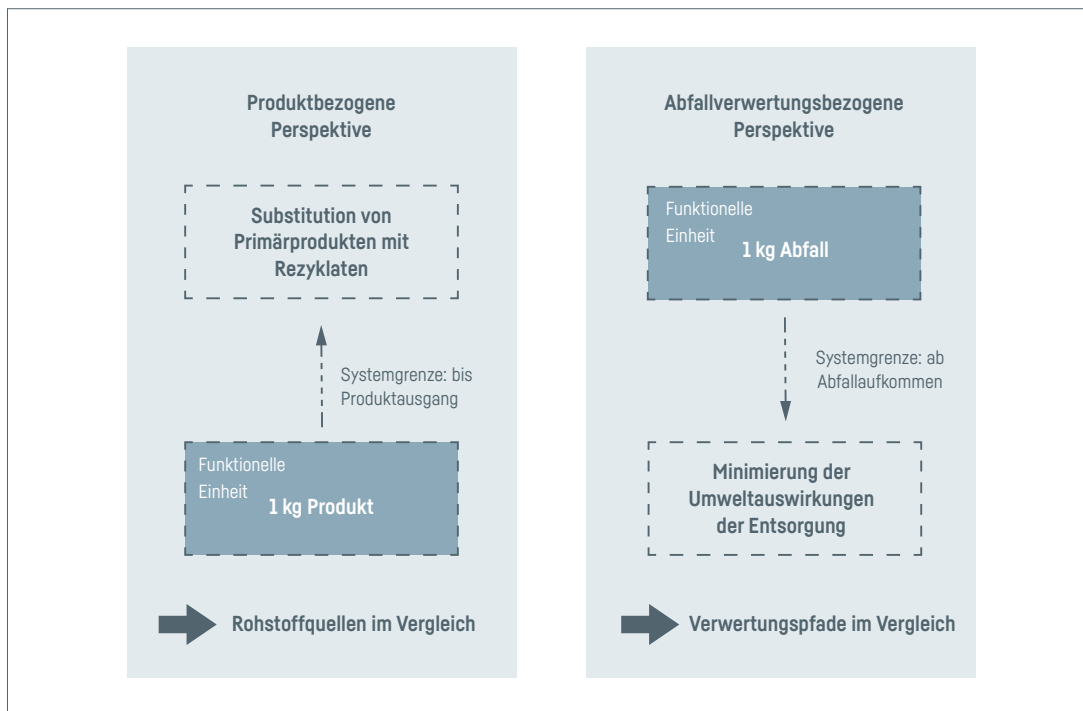 Produktbezogene
Perspektive
Substitution von
Primärprodukten mit
Rezyklaten
Systemgrenze: bis
Produktausgang
Funktionelle
Einheit
1 kg Produkt
Rohstoffquellen im Vergleich
Abfallverwertungsbezogene
Perspektive
Funktionelle
Einheit
1 kg Abfall
Systemgrenze: ab
Abfallaufkommen
Minimierung der
Umweltauswirkungen
der Entsorgung
Verwertungspfade im Vergleich